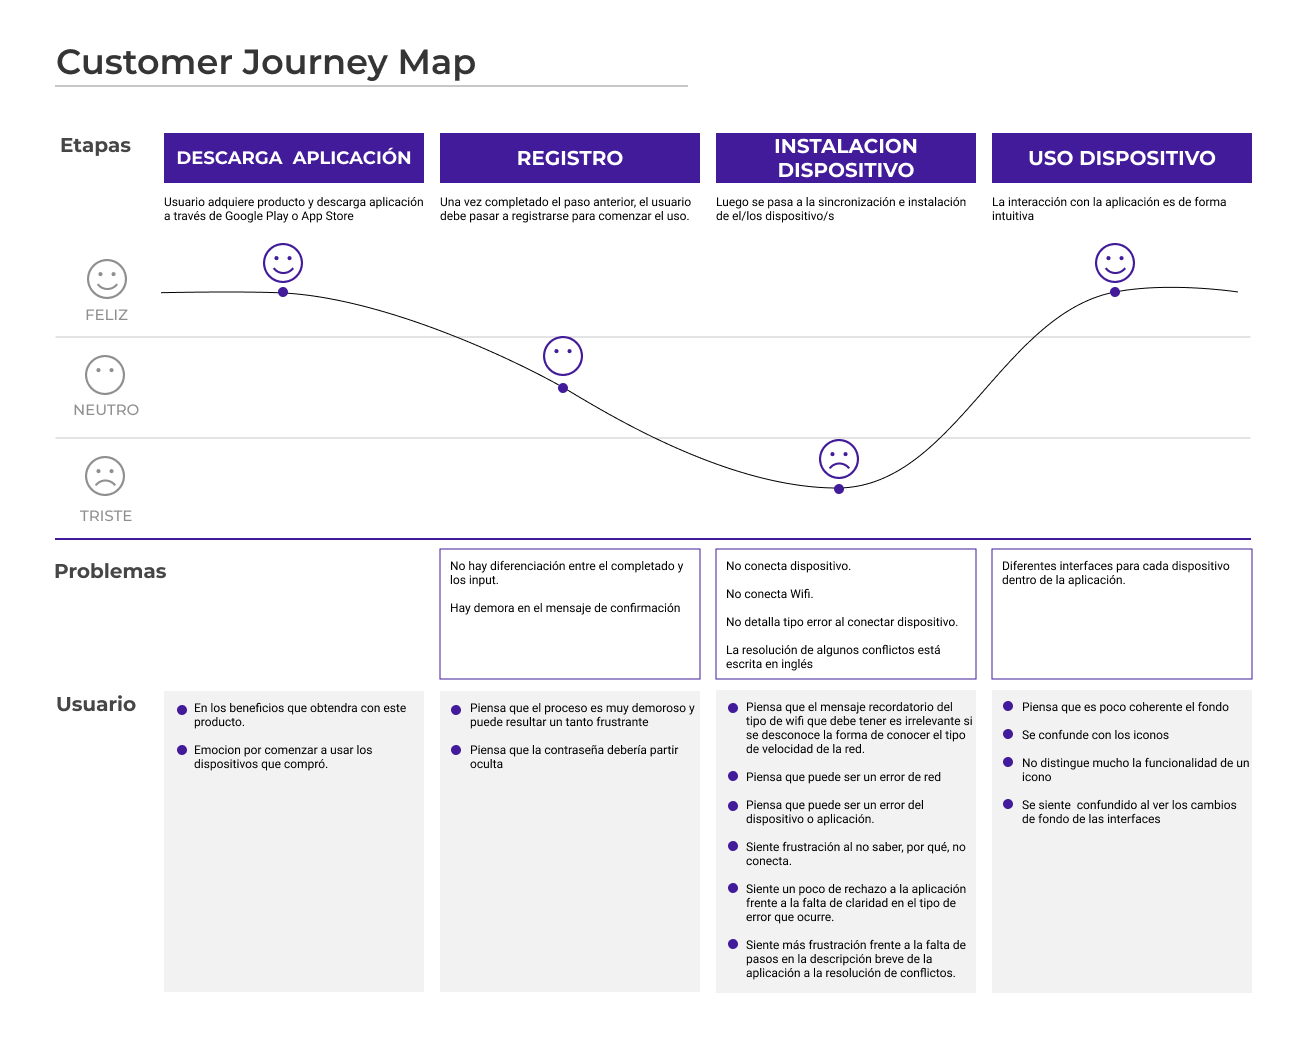 Customer Journey Map
Etapas
DESCARGA  APLICACIÓN
REGISTRO
INSTALACION
DISPOSITIVO
USO DISPOSITIVO
Usuario adquiere producto y descarga aplicación
a través de Google Play o App Store
Una vez completado el paso anterior, el usuario
debe pasar a registrarse para comenzar el uso.
Luego se pasa a la sincronización e instalación
de el/los dispositivo/s
La interacción con la aplicación es de forma
intuitiva
FELIZ
NEUTRO
TRISTE
Problemas
No hay diferenciación entre el completado y
los input.
Hay demora en el mensaje de confirmación
No conecta dispositivo.
No conecta Wifi.
No detalla tipo error al conectar dispositivo.
La resolución de algunos conflictos está
escrita en inglés
Diferentes interfaces para cada dispositivo
dentro de la aplicación.
Usuario
En los beneficios que obtendra con este
producto.
Emocion por comenzar a usar los
dispositivos que compró.
Piensa que el proceso es muy demoroso y
puede resultar un tanto frustrante
Piensa que la contraseña debería partir
oculta
Piensa que el mensaje recordatorio del
tipo de wifi que debe tener es irrelevante si
se desconoce la forma de conocer el tipo
de velocidad de la red.
Piensa que puede ser un error de red
Piensa que puede ser un error del
dispositivo o aplicación.
Siente frustración al no saber, por qué, no
conecta.
Siente un poco de rechazo a la aplicación
frente a la falta de claridad en el tipo de
error que ocurre.
Siente más frustración frente a la falta de
pasos en la descripción breve de la
aplicación a la resolución de conflictos.
Piensa que es poco coherente el fondo
Se confunde con los iconos
No distingue mucho la funcionalidad de un
icono
Se siente  confundido al ver los cambios
de fondo de las interfaces